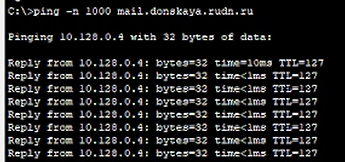 C:\>ping -n 1000 mail.donskaya.rudn.ru
Pinging 10.128.0.4 with 32 bytes of data:
Reply from 10.128.0.4: bytes=32 time=10ms TTL=127
Reply from 10.128.0.4: bytes=32 time<1ms TTL=127
Reply from 10.128.0.4: bytes=32 time<1ms TTL=127
Reply from 10.128.0.4: bytes=32 time<1ms TTL=127
Reply from 10.128.0.4: bytes=32 time<1ms TTL=127
Reply from 10.128.0.4: bytes=32 time<1ms TTL=127
Reply from 10.128.0.4: bytes=32 time<1ms TTL=127
Reply from 10.128.0.4: bytes=32 time<1ms TTL=127